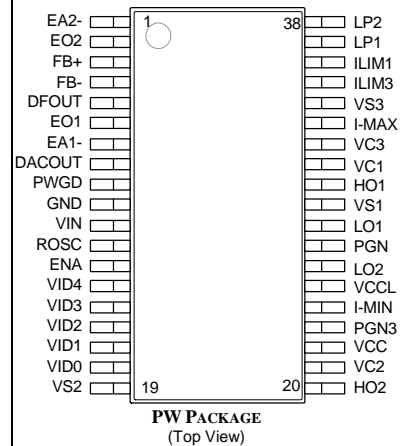 EA2- 1 38 LP2
EO2 LP1
FB+ ILIM1
FB- ILIM3
DFOUT VS3
EO1 I-MAX
EA1- VC3
DACOUT VC1
PWGD HO1
GND VS1
VIN LO1
ROSC PGN
ENA LO2
VID4 VCCL
VID3 I-MIN
VID2 PGN3
VID1 VCC
VID0 VC2
VS2 19 20 HO2
PW PACKAGE
(Top View)